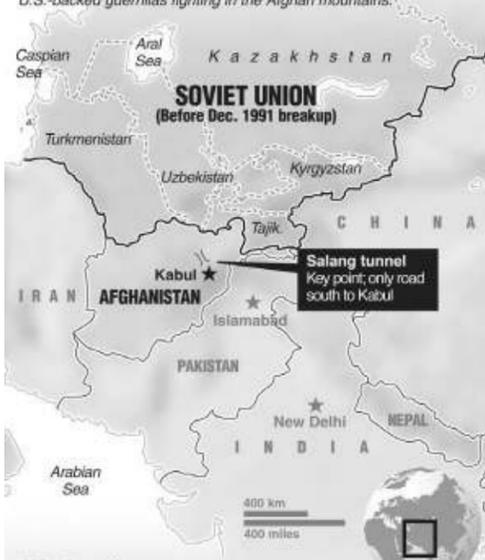 U.S.-backed guerrillas fighting in the Afghan mountains.
Caspian
Sea
Aral
Sea
Kazakhstan
SOVIET UNION
(Before Dec. 1991 breakup)
Turkmenistan
Uzbekistan
Kyrgyzstan
Tajik.
CHINA
Salang tunnel
Key point; only road
south to Kabul
Kabul
IRAN
AFGHANISTAN
Islamabad
PAKISTAN
New Delhi
NEPAL
INDIA
Arabian
Sea
400 km
400 miles